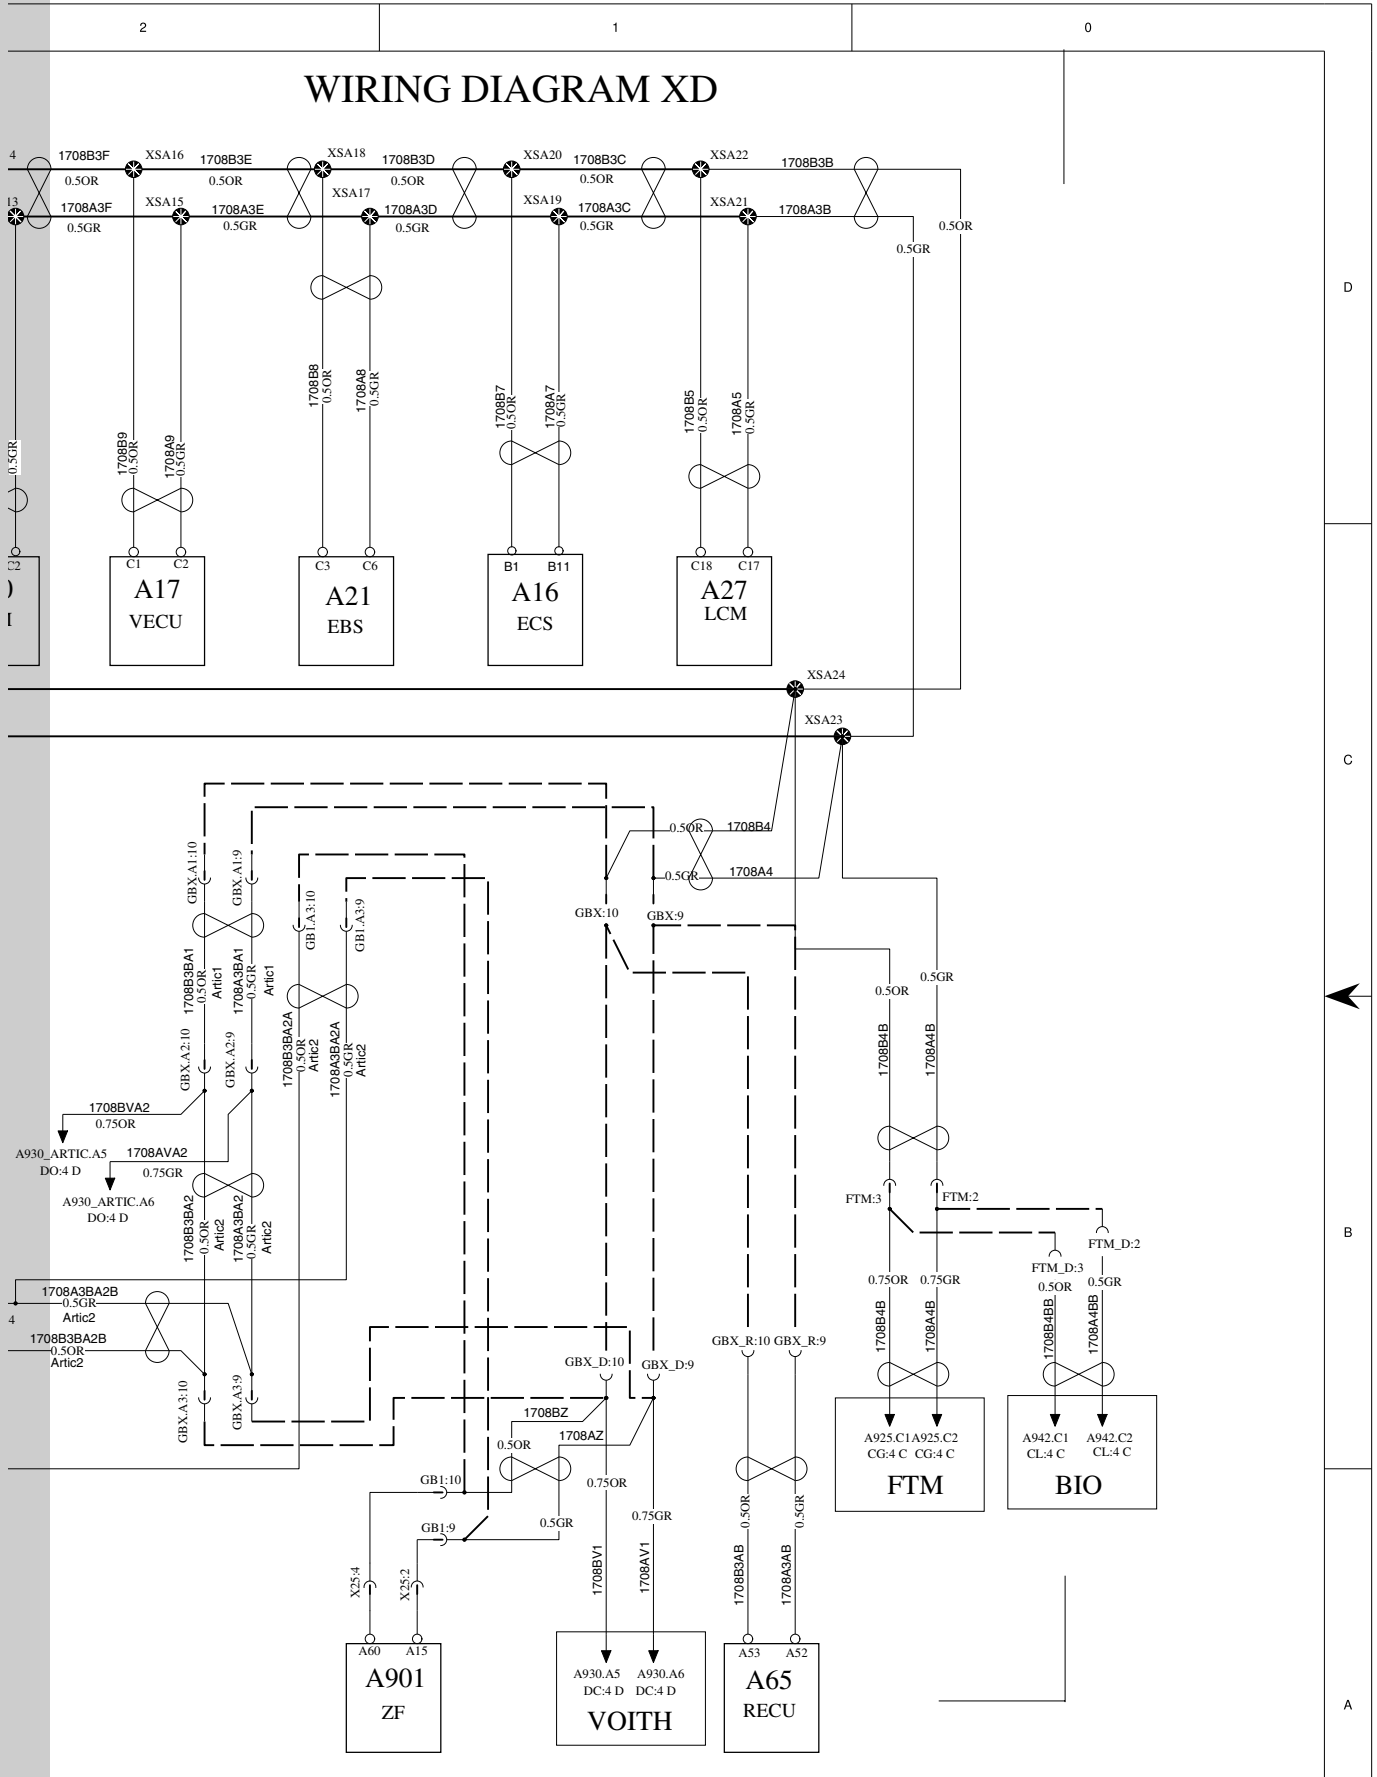 2
1
0
WIRING DIAGRAM XD
4
1708B3F
XSA16
1708B3E
XSA18
1708B3D
XSA20
1708B3C
XSA22
1708B3B
0.5OR
0.5OR
0.5OR
0.5OR
13
1708A3F
XSA15
1708A3E
XSA17
1708A3D
XSA19
1708A3C
XSA21
1708A3B
0.5GR
0.5GR
0.5GR
0.5GR
0.5OR
0.5GR
D
0.5GR
1708B9
0.5OR
1708A9
0.5GR
1708B8
0.5OR
1708A8
0.5GR
1708B7
0.5OR
1708A7
0.5GR
1708B5
0.5OR
1708A5
0.5GR
C2
C1
C2
A17
VECU
C3
C6
A21
EBS
B1
B11
A16
ECS
C18
C17
A27
LCM
XSA24
XSA23
C
0.5OR
1708B4
0.5GR
1708A4
GBX.A1:10
GBX.A1:9
GB1.A3:10
GB1.A3:9
GBX:10
GBX:9
1708B3BA1
0.5OR
Artic1
1708A3BA1
0.5GR
Artic1
1708B3BA2A
0.5OR
Artic2
1708A3BA2A
0.5GR
Artic2
0.5OR
0.5GR
1708B4B
1708A4B
GBX.A2:10
GBX.A2:9
1708BVA2
0.75OR
A930_ARTIC.A5
DO:4 D
1708AVA2
0.75GR
A930_ARTIC.A6
DO:4 D
1708B3BA2
0.5OR
Artic2
1708A3BA2
0.5GR
Artic2
FTM:3
FTM:2
B
FTM_D:2
FTM_D:3
0.75OR
0.75GR
0.5OR
0.5GR
1708B4B
1708A4B
1708B4BB
1708A4BB
1708A3BA2B
0.5GR
Artic2
4
1708B3BA2B
0.5OR
Artic2
GBX.A3:10
GBX.A3:9
GBX_D:10
GBX_D:9
GBX_R:10
GBX_R:9
1708BZ
0.5OR
1708AZ
0.5GR
A925.C1
CG:4 C
A925.C2
CG:4 C
FTM
A942.C1
CL:4 C
A942.C2
CL:4 C
BIO
GB1:10
GB1:9
0.75OR
0.75GR
0.5OR
0.5GR
1708BV1
1708AV1
1708B3AB
1708A3AB
X25:4
X25:2
A60
A15
A901
ZF
A930.A5
DC:4 D
A930.A6
DC:4 D
VOITH
A53
A52
A65
RECU
A